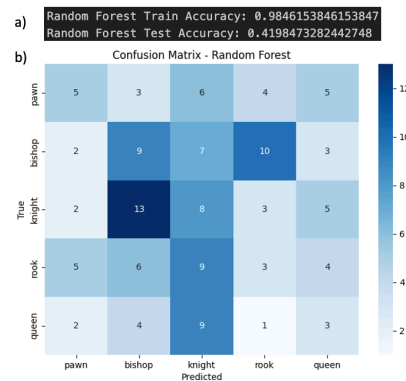 a)
Random Forest Train Accuracy: 0.9846153846153847
Random Forest Test Accuracy: 0.4198473282442748
b)
Confusion Matrix - Random Forest
pawn 5 3 6 4 5
bishop 2 9 7 10 3
knight 2 13 8 3 5
rook 5 6 9 3 4
queen 2 4 9 1 3
True
pawn bishop knight rook queen
Predicted
12
10
8
6
4
2